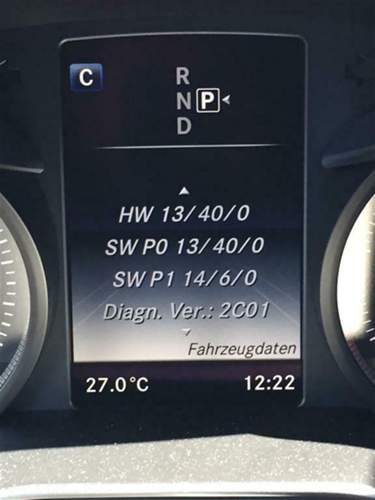 C
R
N P
D
HW 13/40/0
SW P0 13/40/0
SW P1 14/6/0
Diagn. Ver.: 2C01
Fahrzeugdaten
27.0°C 12:22